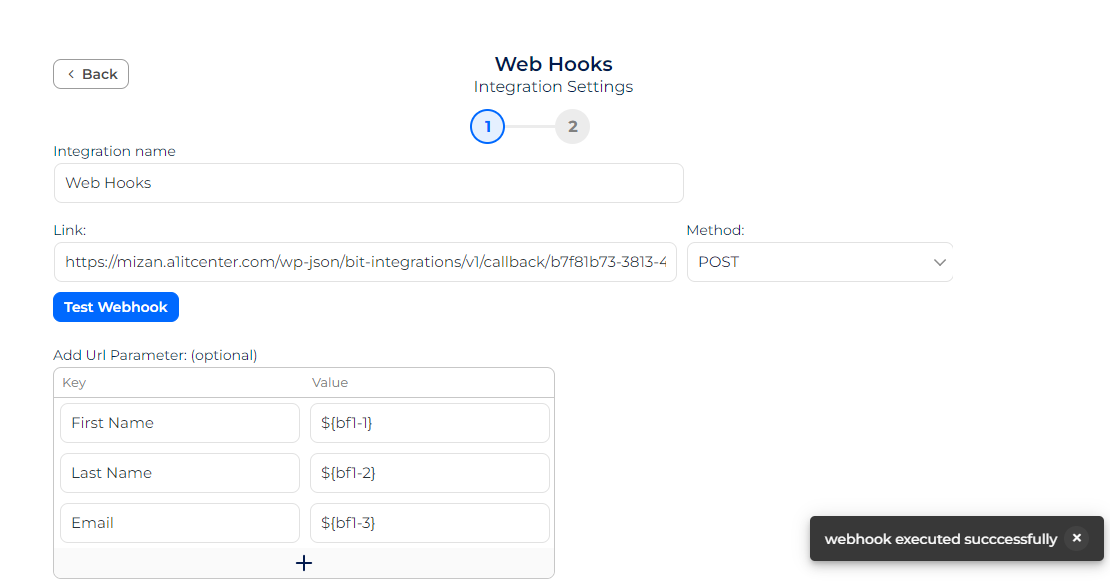 Back
Web Hooks
Integration Settings
1
2
Integration name
Web Hooks
Link:
Method:
https://mizan.a1itcenter.com/wp-json/bit-integrations/v1/callback/b7f81b73-3813-4
POST
Test Webhook
Add Url Parameter: (optional)
Key
Value
First Name
${bf1-1}
Last Name
${bf1-2}
Email
${bf1-3}
webhook executed succcessfully